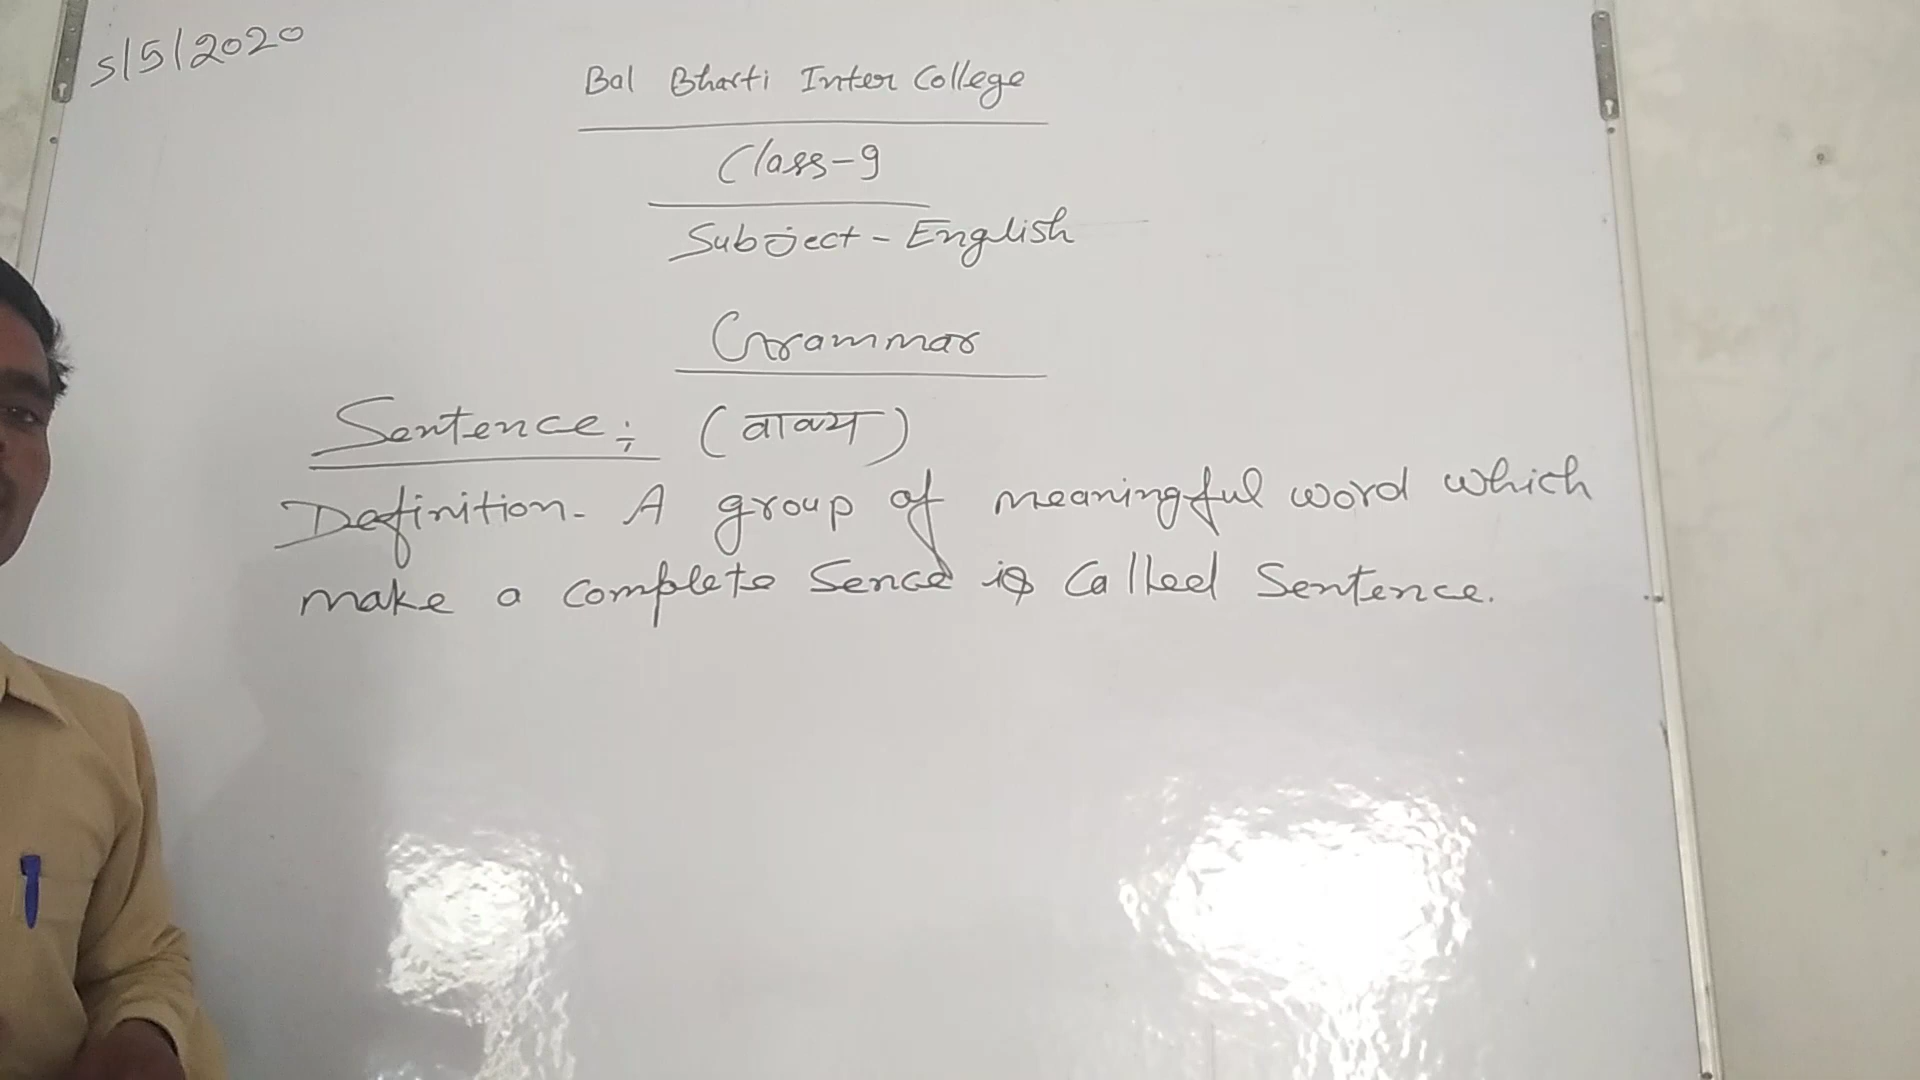 5/5/2020
Bal Bharti Inter College
Class-9
Subject - English
Grammar
Sentence:- (वाक्य)
Definition- A group of meaningful word which
make a complete Sence is Called Sentence.